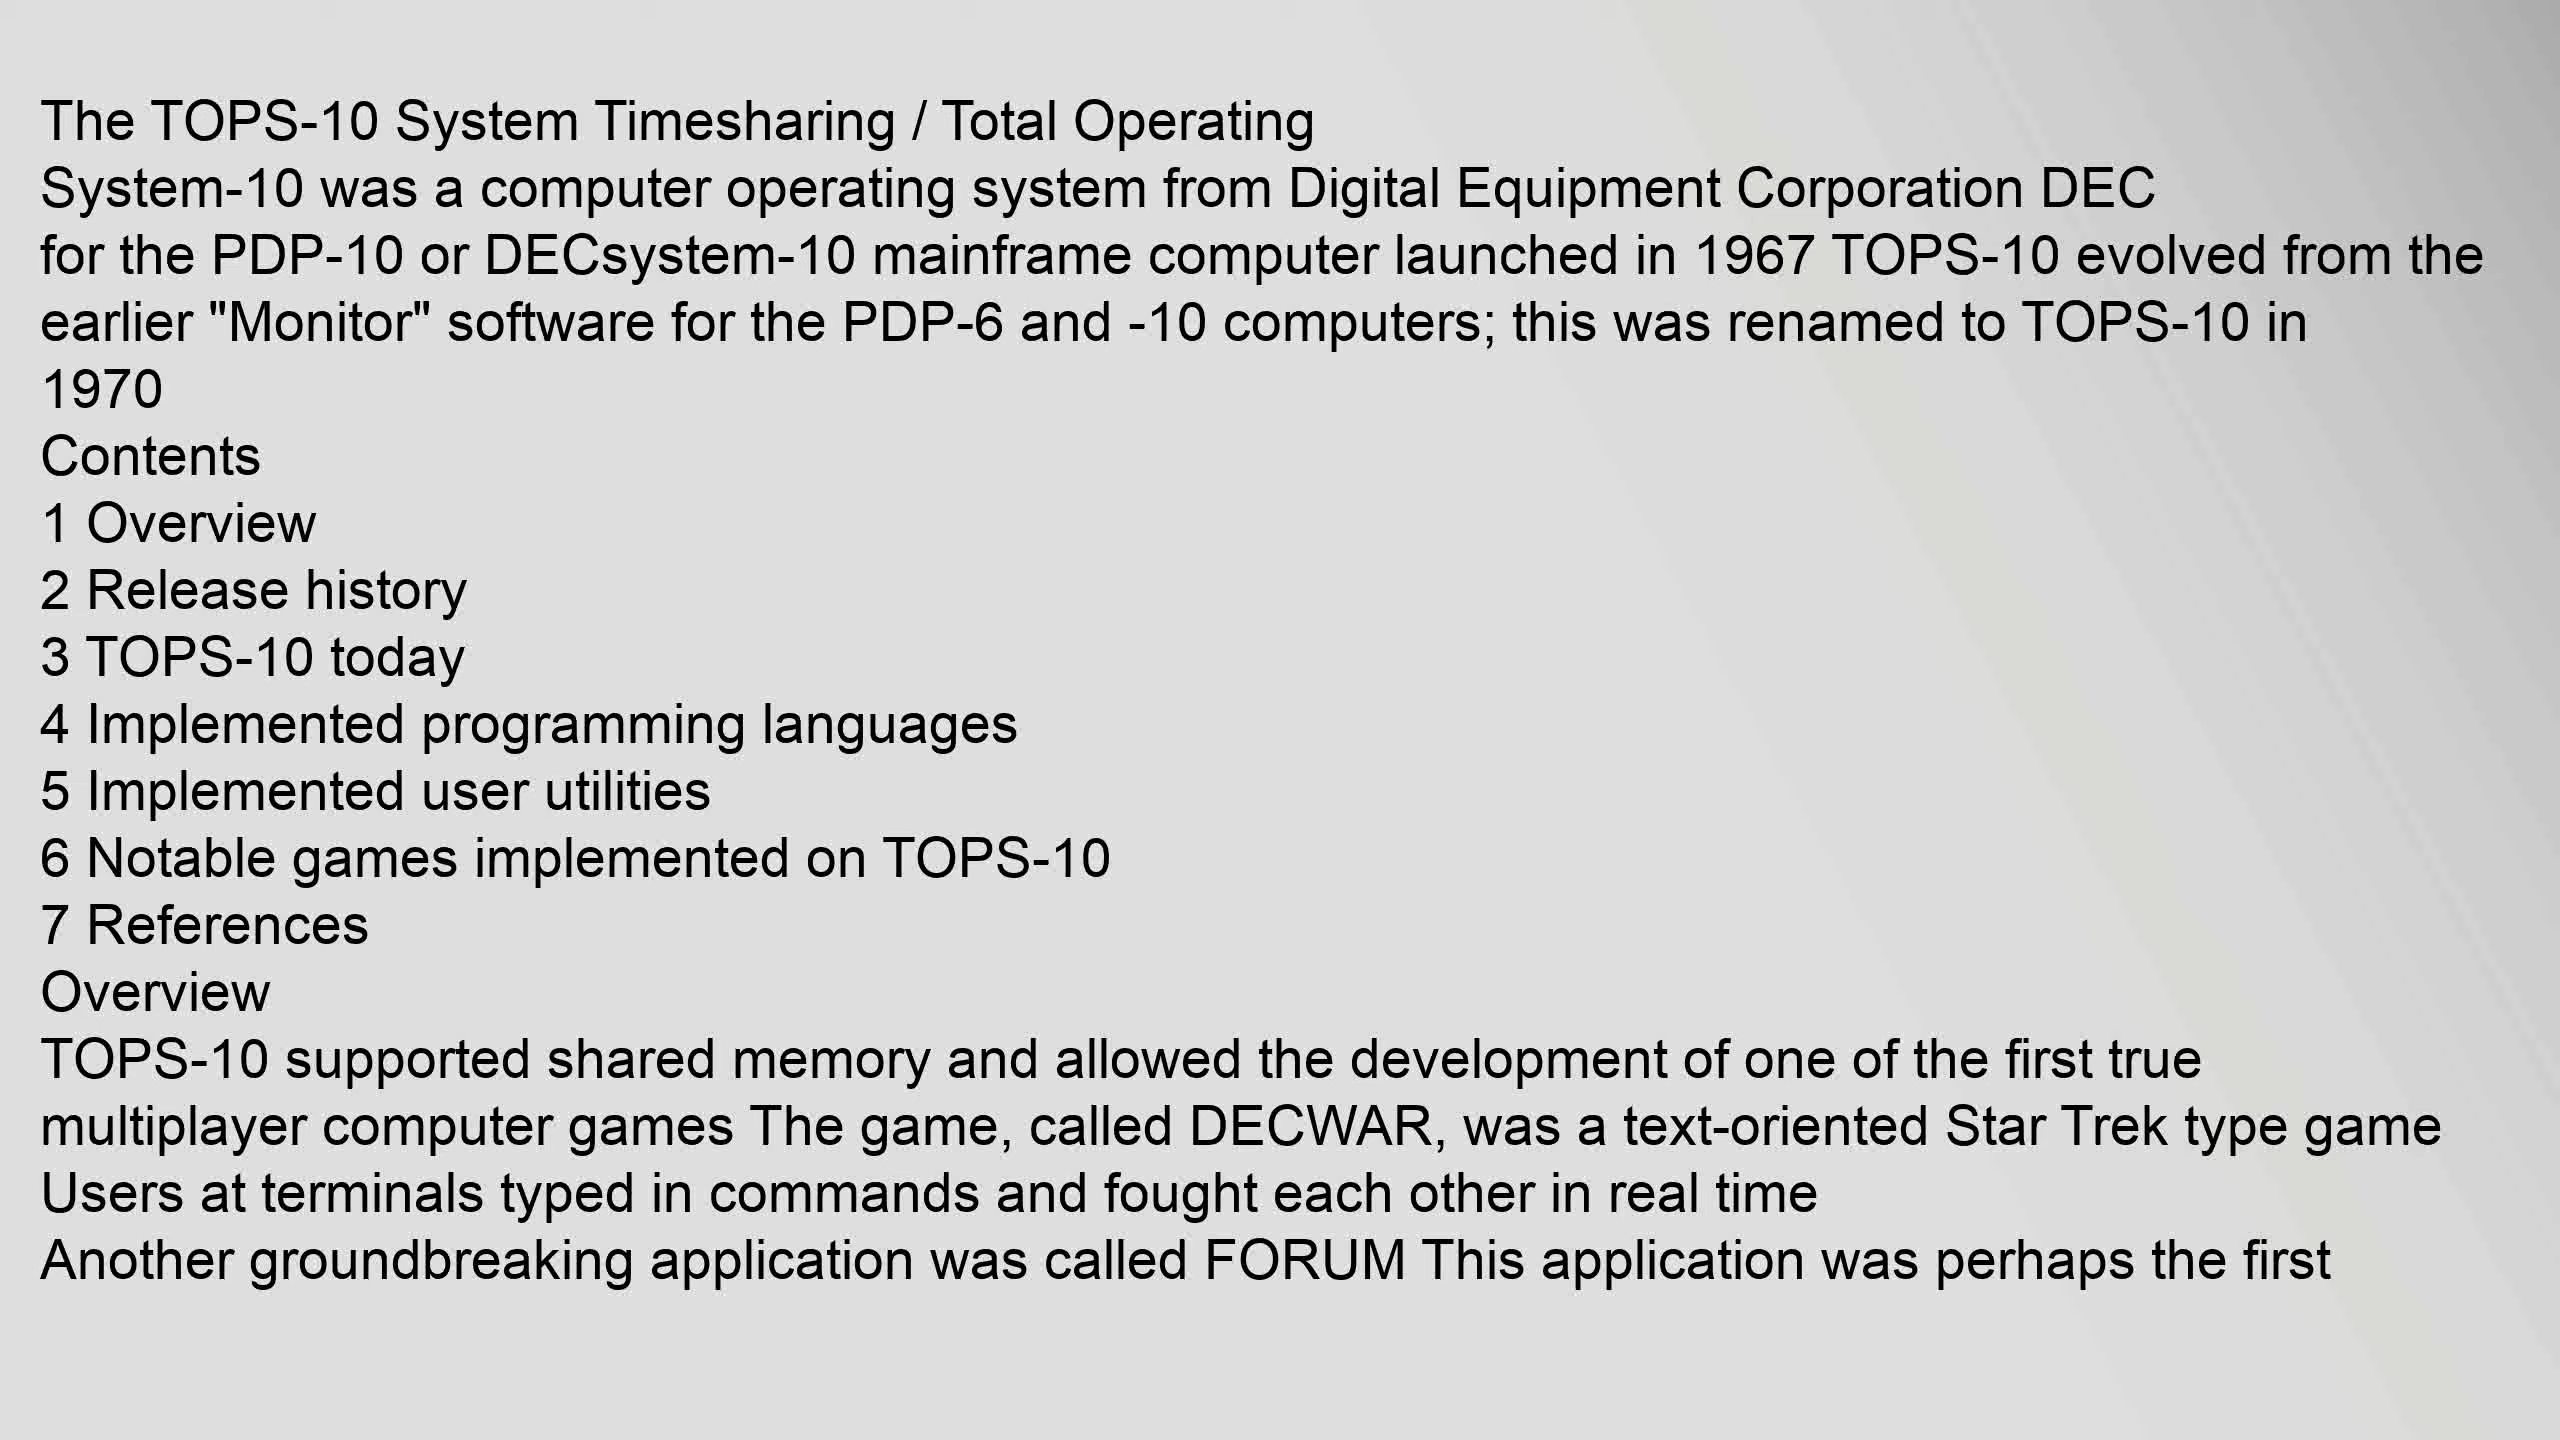 The TOPS-10 System Timesharing / Total Operating
System-10 was a computer operating system from Digital Equipment Corporation DEC
for the PDP-10 or DECsystem-10 mainframe computer launched in 1967 TOPS-10 evolved from the
earlier "Monitor" software for the PDP-6 and -10 computers; this was renamed to TOPS-10 in
1970
Contents
1 Overview
2 Release history
3 TOPS-10 today
4 Implemented programming languages
5 Implemented user utilities
6 Notable games implemented on TOPS-10
7 References
Overview
TOPS-10 supported shared memory and allowed the development of one of the first true
multiplayer computer games The game, called DECWAR, was a text-oriented Star Trek type game
Users at terminals typed in commands and fought each other in real time
Another groundbreaking application was called FORUM This application was perhaps the first